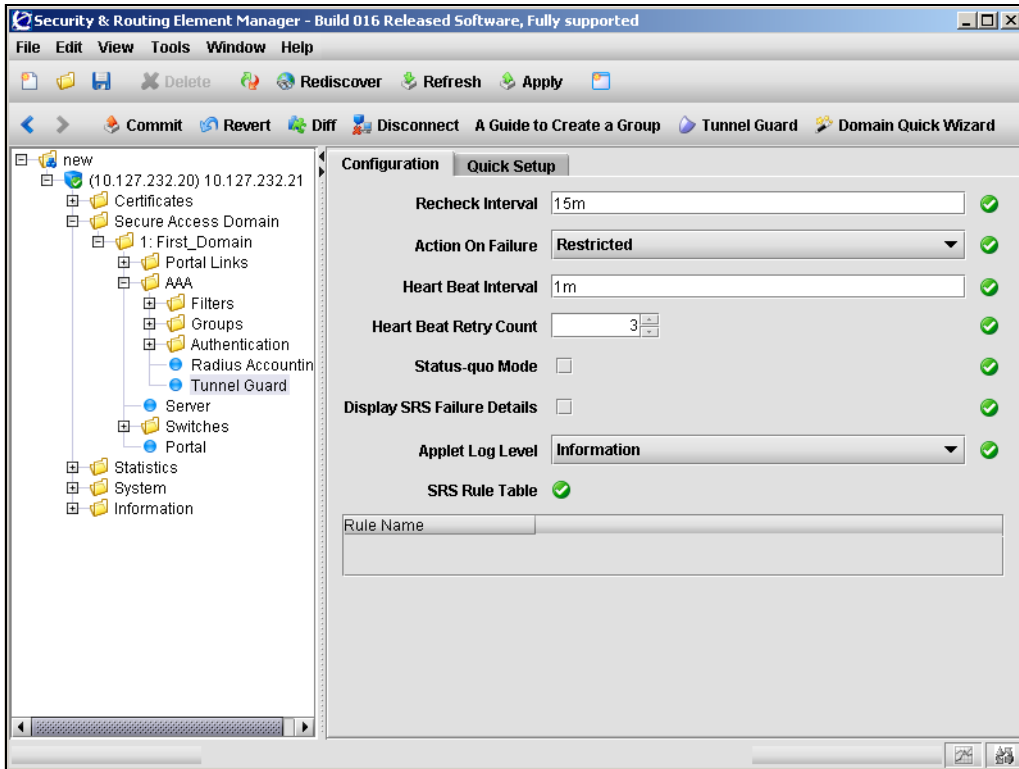 Security & Routing Element Manager - Build 016 Released Software, Fully supported
File Edit View Tools Window Help
Delete Rediscover Refresh Apply
Commit Revert Diff Disconnect A Guide to Create a Group Tunnel Guard Domain Quick Wizard
new
(10.127.232.20) 10.127.232.21
Certificates
Secure Access Domain
1: First_Domain
Portal Links
AAA
Filters
Groups
Authentication
Radius Accountin
Tunnel Guard
Server
Switches
Portal
Statistics
System
Information
Configuration Quick Setup
Recheck Interval 15m
Action On Failure Restricted
Heart Beat Interval 1m
Heart Beat Retry Count 3
Status-quo Mode
Display SRS Failure Details
Applet Log Level Information
SRS Rule Table
Rule Name